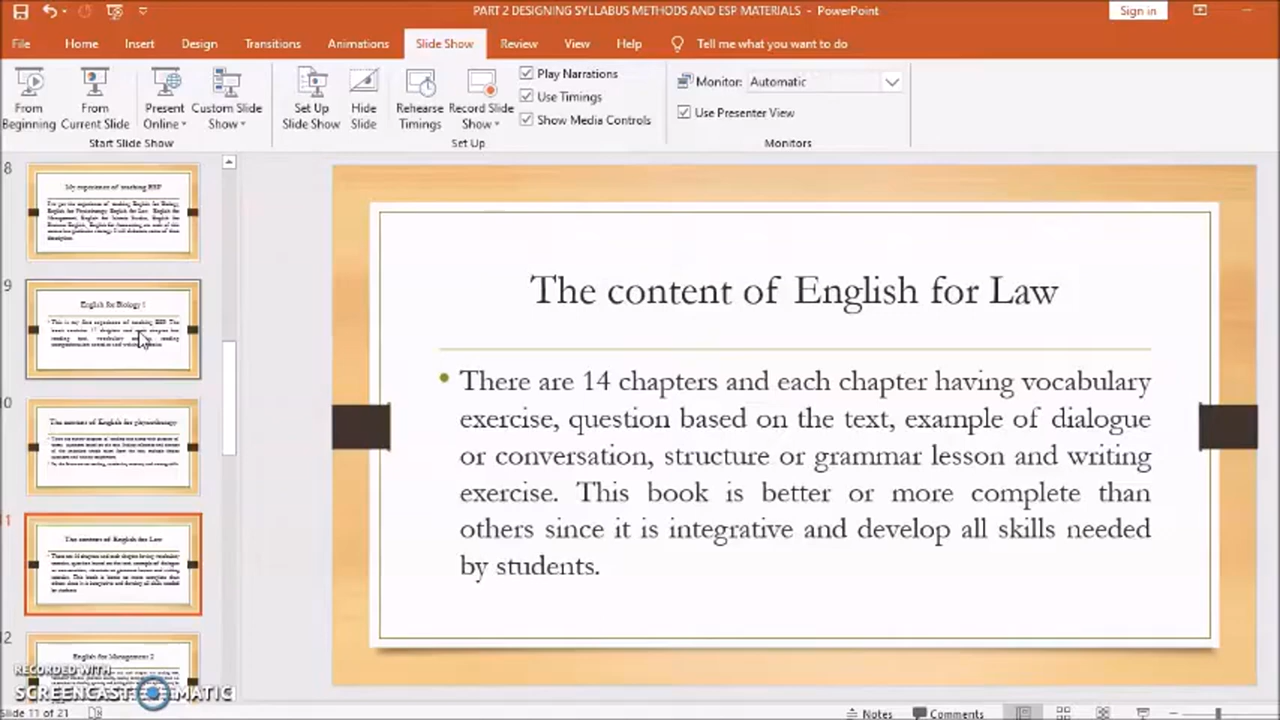 PART 2 DESIGNING SYLLABUS METHODS AND ESP MATERIALS - PowerPoint
Sign in
File Home Insert Design Transitions Animations Slide Show Review View Help Tell me what you want to do
From Beginning
From Current Slide
Present Online
Custom Slide Show
Start Slide Show
Set Up Slide Show
Hide Slide
Rehearse Timings
Record Slide Show
Play Narrations
Use Timings
Show Media Controls
Set Up
Monitor: Automatic
Use Presenter View
Monitors
8
My experience of teaching ESP
9
English for Biology 1
10
The content of English for physiotherapy
11
The content of English for Law
12
English for Management 2
The content of English for Law
• There are 14 chapters and each chapter having vocabulary
exercise, question based on the text, example of dialogue
or conversation, structure or grammar lesson and writing
exercise. This book is better or more complete than
others since it is integrative and develop all skills needed
by students.
RECORDED WITH
SCREENCAST-O-MATIC
Slide 11 of 21
Notes
Comments